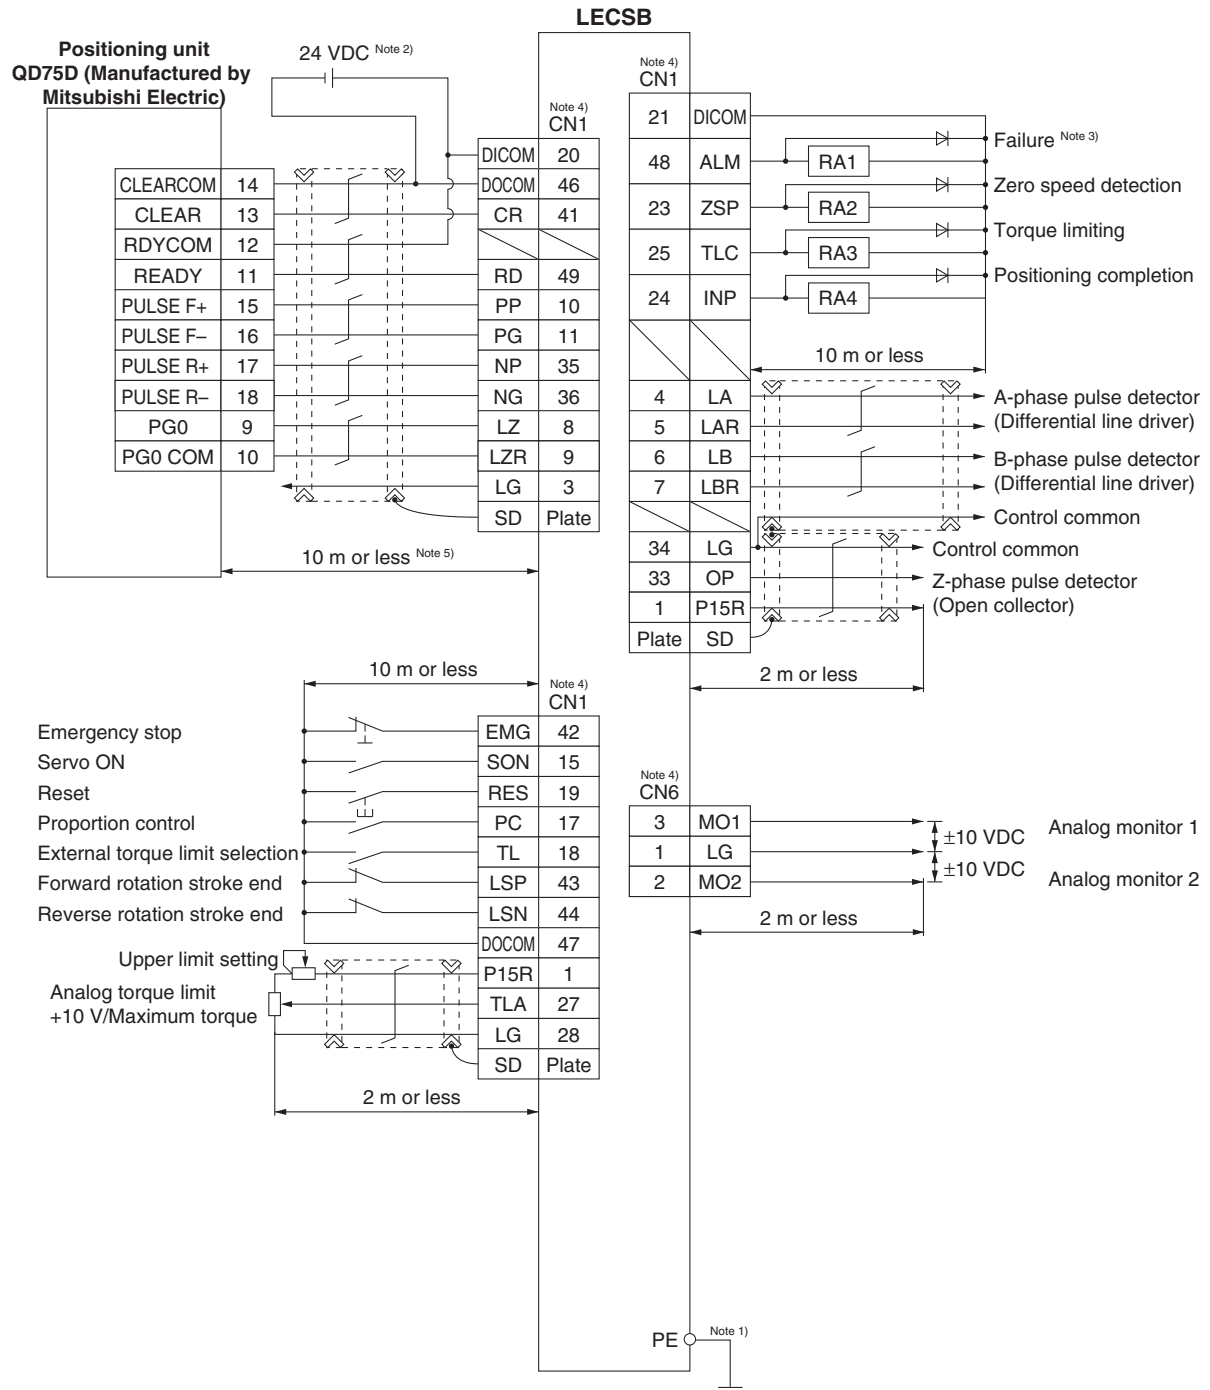 LECSB
Positioning unit
QD75D (Manufactured by
Mitsubishi Electric)
24 VDC Note 2)
Note 4)
CN1
DICOM 20
CLEARCOM 14 DOCOM 46
CLEAR 13 CR 41
RDYCOM 12
READY 11 RD 49
PULSE F+ 15 PP 10
PULSE F– 16 PG 11
PULSE R+ 17 NP 35
PULSE R– 18 NG 36
PG0 9 LZ 8
PG0 COM 10 LZR 9
LG 3
SD Plate
10 m or less Note 5)
Note 4)
CN1
21 DICOM
Failure Note 3)
48 ALM RA1
Zero speed detection
23 ZSP RA2
Torque limiting
25 TLC RA3
Positioning completion
24 INP RA4
10 m or less
4 LA A-phase pulse detector
5 LAR (Differential line driver)
6 LB B-phase pulse detector
7 LBR (Differential line driver)
Control common
34 LG Control common
33 OP Z-phase pulse detector
1 P15R (Open collector)
Plate SD
2 m or less
10 m or less
Note 4)
CN1
Emergency stop EMG 42
Servo ON SON 15
Reset RES 19
Proportion control PC 17
External torque limit selection TL 18
Forward rotation stroke end LSP 43
Reverse rotation stroke end LSN 44
DOCOM 47
Upper limit setting P15R 1
Analog torque limit TLA 27
+10 V/Maximum torque
LG 28
SD Plate
2 m or less
Note 4)
CN6
3 MO1 Analog monitor 1
±10 VDC
1 LG
±10 VDC
2 MO2 Analog monitor 2
2 m or less
PE Note 1)